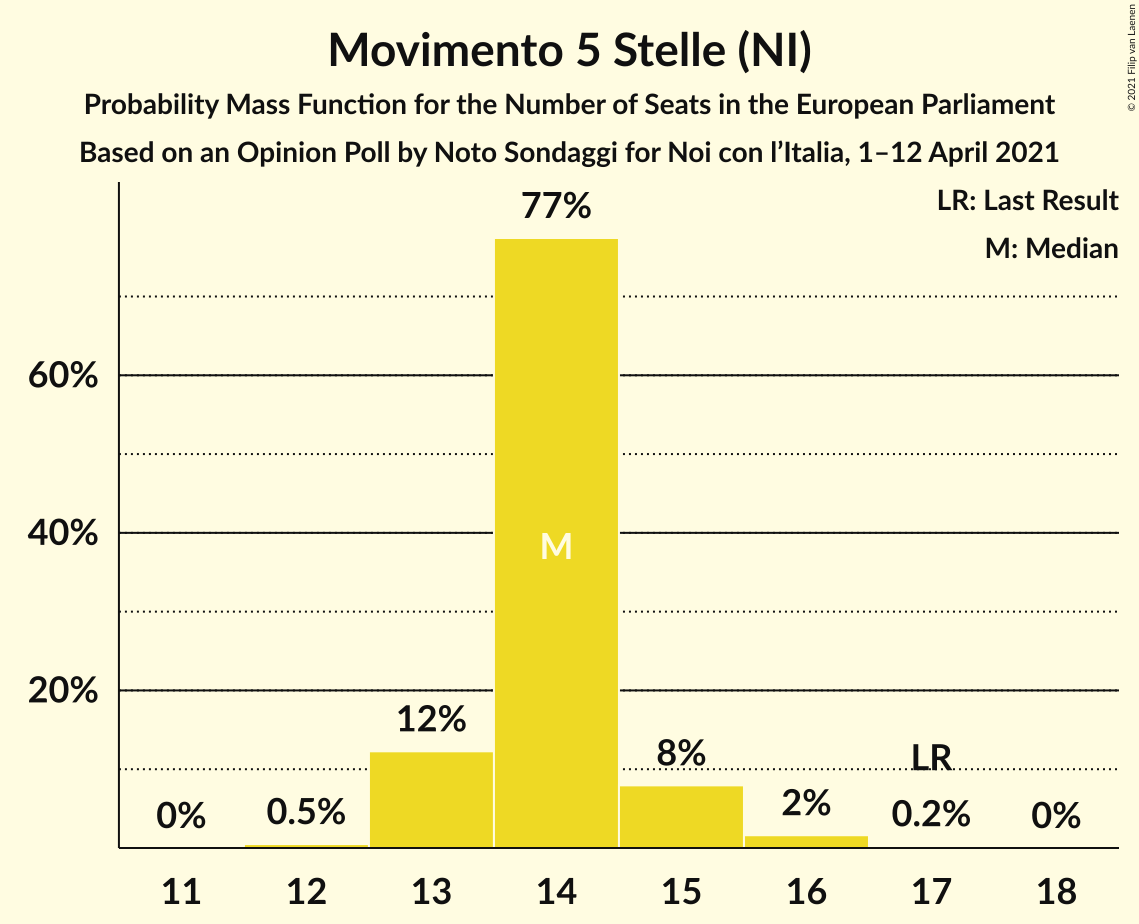 Movimento 5 Stelle (NI)
Probability Mass Function for the Number of Seats in the European Parliament
Based on an Opinion Poll by Noto Sondaggi for Noi con l’Italia, 1–12 April 2021
© 2021 Filip van Laenen
LR: Last Result
M: Median
77%
60%
40%
20%
M
12%
8%
LR
0%
0.5%
2%
0.2%
0%
11 12 13 14 15 16 17 18